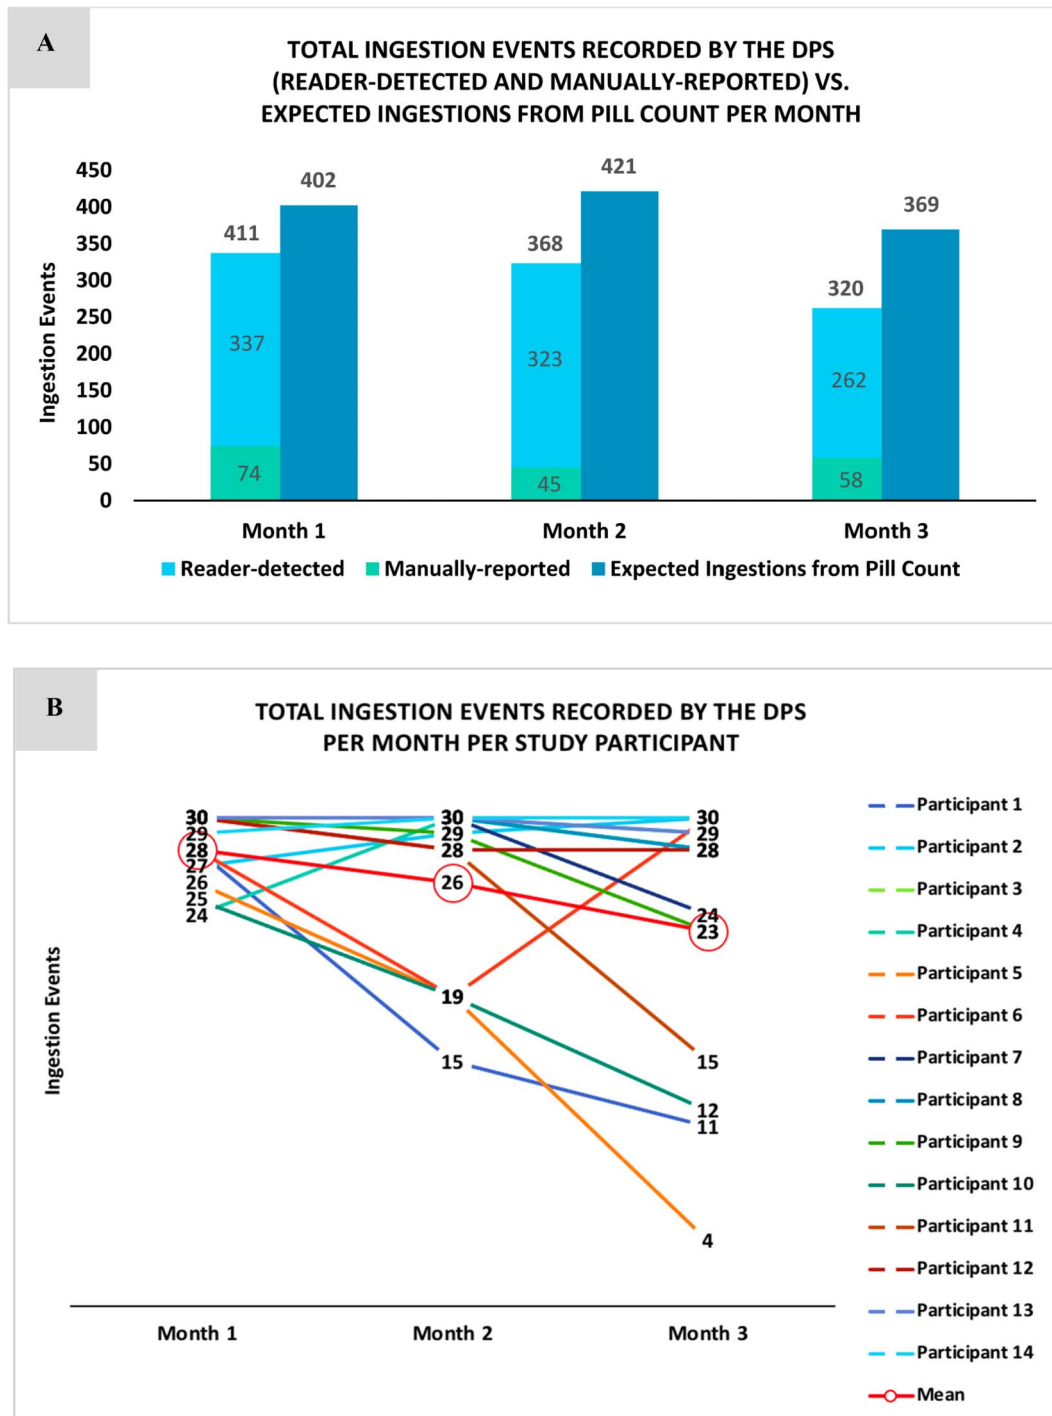 A
TOTAL INGESTION EVENTS RECORDED BY THE DPS
(READER-DETECTED AND MANUALLY-REPORTED) VS.
EXPECTED INGESTIONS FROM PILL COUNT PER MONTH
Ingestion Events
450
400
350
300
250
200
150
100
50
0
411
337
74
402
368
323
45
421
320
262
58
369
Month 1
Month 2
Month 3
Reader-detected
Manually-reported
Expected Ingestions from Pill Count
B
TOTAL INGESTION EVENTS RECORDED BY THE DPS
PER MONTH PER STUDY PARTICIPANT
Ingestion Events
30
29
28
27
26
25
24
30
29
28
26
19
15
30
29
28
24
23
15
12
11
4
Month 1
Month 2
Month 3
Participant 1
Participant 2
Participant 3
Participant 4
Participant 5
Participant 6
Participant 7
Participant 8
Participant 9
Participant 10
Participant 11
Participant 12
Participant 13
Participant 14
Mean